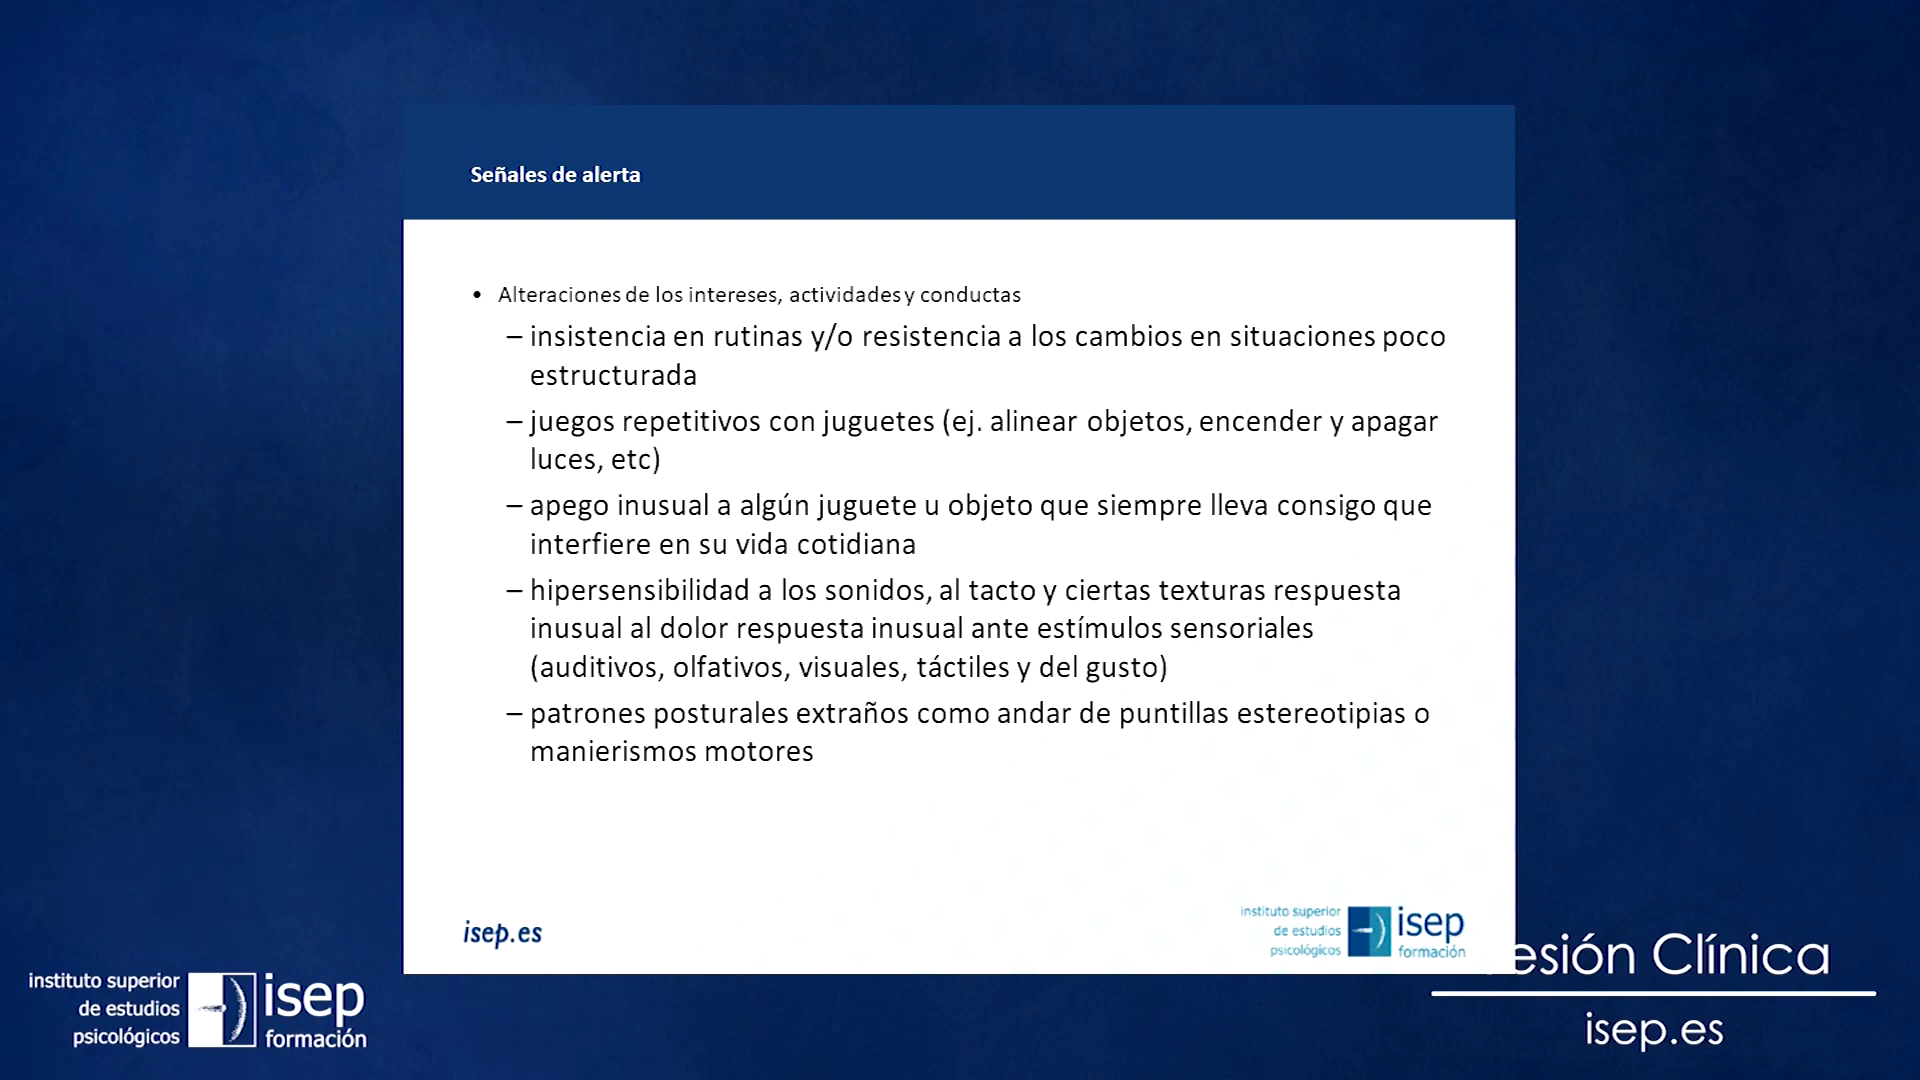 Señales de alerta
• Alteraciones de los intereses, actividades y conductas
– insistencia en rutinas y/o resistencia a los cambios en situaciones poco
estructurada
– juegos repetitivos con juguetes (ej. alinear objetos, encender y apagar
luces, etc)
– apego inusual a algún juguete u objeto que siempre lleva consigo que
interfiere en su vida cotidiana
– hipersensibilidad a los sonidos, al tacto y ciertas texturas respuesta
inusual al dolor respuesta inusual ante estímulos sensoriales
(auditivos, olfativos, visuales, táctiles y del gusto)
– patrones posturales extraños como andar de puntillas estereotipias o
manierismos motores
isep.es
instituto superior
de estudios
psicológicos
isep
formación
instituto superior
de estudios
psicológicos
isep
formación
esión Clínica
isep.es